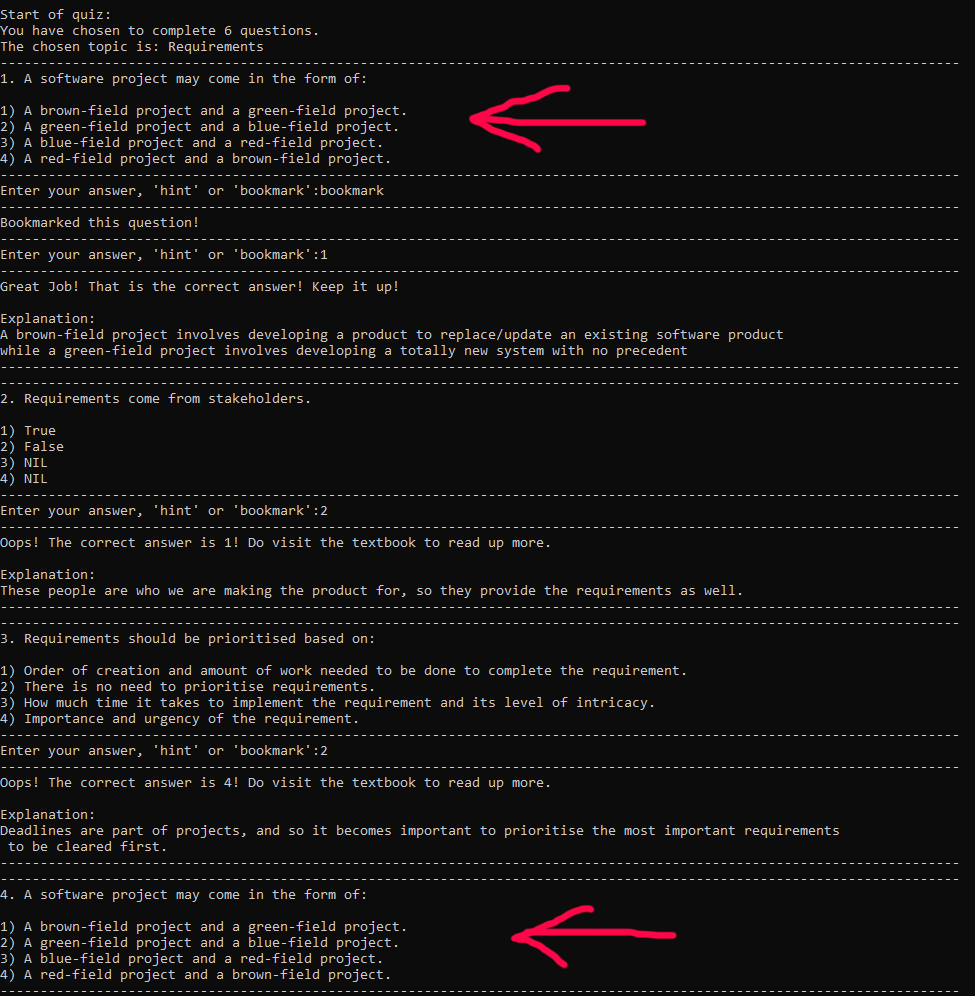 Start of quiz:
You have chosen to complete 6 questions.
The chosen topic is: Requirements
------------------------------------------------------------------------------------------------------------------------
1. A software project may come in the form of:
1) A brown-field project and a green-field project.
2) A green-field project and a blue-field project.
3) A blue-field project and a red-field project.
4) A red-field project and a brown-field project.
------------------------------------------------------------------------------------------------------------------------
Enter your answer, 'hint' or 'bookmark':bookmark
------------------------------------------------------------------------------------------------------------------------
Bookmarked this question!
------------------------------------------------------------------------------------------------------------------------
Enter your answer, 'hint' or 'bookmark':1
------------------------------------------------------------------------------------------------------------------------
Great Job! That is the correct answer! Keep it up!
Explanation:
A brown-field project involves developing a product to replace/update an existing software product
while a green-field project involves developing a totally new system with no precedent
------------------------------------------------------------------------------------------------------------------------
------------------------------------------------------------------------------------------------------------------------
2. Requirements come from stakeholders.
1) True
2) False
3) NIL
4) NIL
------------------------------------------------------------------------------------------------------------------------
Enter your answer, 'hint' or 'bookmark':2
------------------------------------------------------------------------------------------------------------------------
Oops! The correct answer is 1! Do visit the textbook to read up more.
Explanation:
These people are who we are making the product for, so they provide the requirements as well.
------------------------------------------------------------------------------------------------------------------------
------------------------------------------------------------------------------------------------------------------------
3. Requirements should be prioritised based on:
1) Order of creation and amount of work needed to be done to complete the requirement.
2) There is no need to prioritise requirements.
3) How much time it takes to implement the requirement and its level of intricacy.
4) Importance and urgency of the requirement.
------------------------------------------------------------------------------------------------------------------------
Enter your answer, 'hint' or 'bookmark':2
------------------------------------------------------------------------------------------------------------------------
Oops! The correct answer is 4! Do visit the textbook to read up more.
Explanation:
Deadlines are part of projects, and so it becomes important to prioritise the most important requirements
to be cleared first.
------------------------------------------------------------------------------------------------------------------------
------------------------------------------------------------------------------------------------------------------------
4. A software project may come in the form of:
1) A brown-field project and a green-field project.
2) A green-field project and a blue-field project.
3) A blue-field project and a red-field project.
4) A red-field project and a brown-field project.
------------------------------------------------------------------------------------------------------------------------